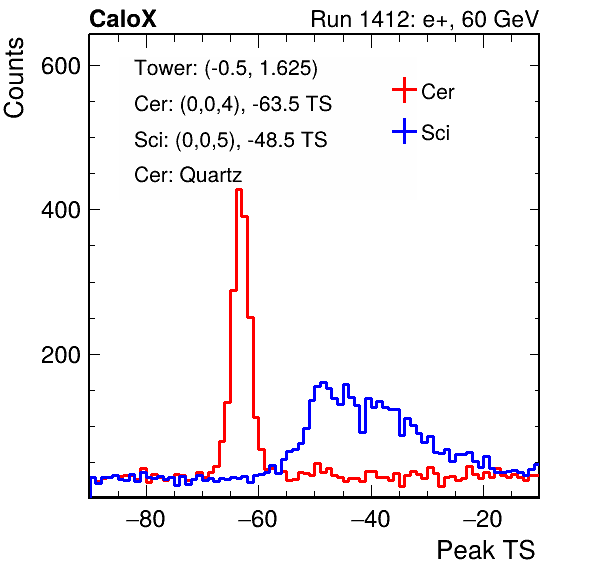 CaloX Run 1412: e+, 60 GeV
Counts
600
400
200
Tower: (-0.5, 1.625)
Cer: (0,0,4), -63.5 TS
Sci: (0,0,5), -48.5 TS
Cer: Quartz
Cer
Sci
−80 −60 −40 −20
Peak TS